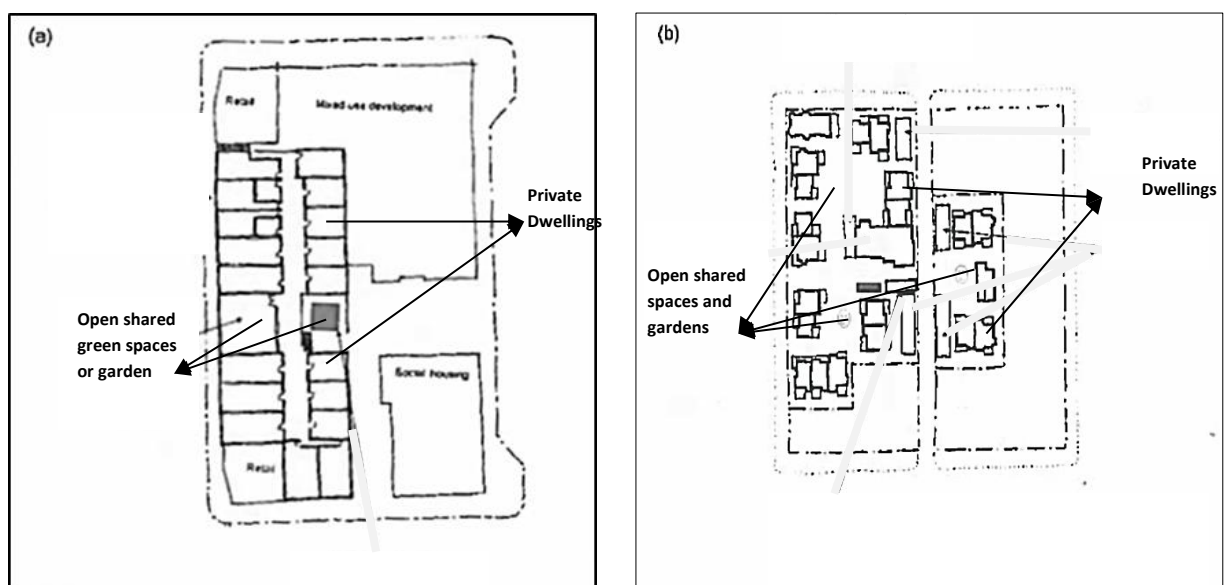 (a)
Retail
Mixed use development
Private
Dwellings
Open shared
green spaces
or garden
Social housing
Retail
(b)
Private
Dwellings
Open shared
spaces and
gardens